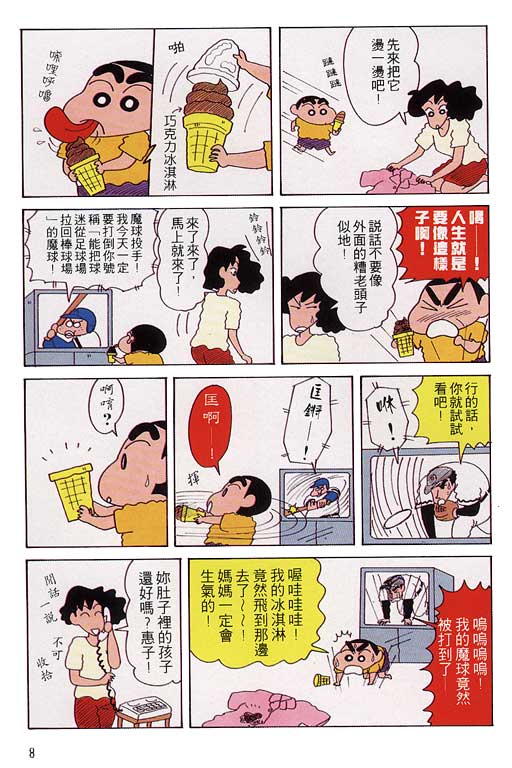 先來把它
燙一燙吧！
踺踺踺
啪
巧克力冰淇淋
嗦哩呼嚕
喝——！
人生就是
要像這樣
子啊！
說話不要像
外面的糟老頭子
似地！
鈴鈴鈴鈴
來了來了，
馬上就來了！
魔球投手！
我今天一定
要打倒你號
稱「能把球
迷從足球場
拉回棒球場
」的魔球！
行的話，
你就試試
看吧！
咻！
匡鏘—！
匡啊——！
揮
啊唷？
嗚嗚嗚嗚！
我的魔球竟然
被打到了——
喔哇哇哇！
我的冰淇淋
竟然飛到那邊
去了～～！
媽媽一定會
生氣的！
妳肚子裡的孩子
還好嗎？惠子！
閒話一說
不可
收拾
8